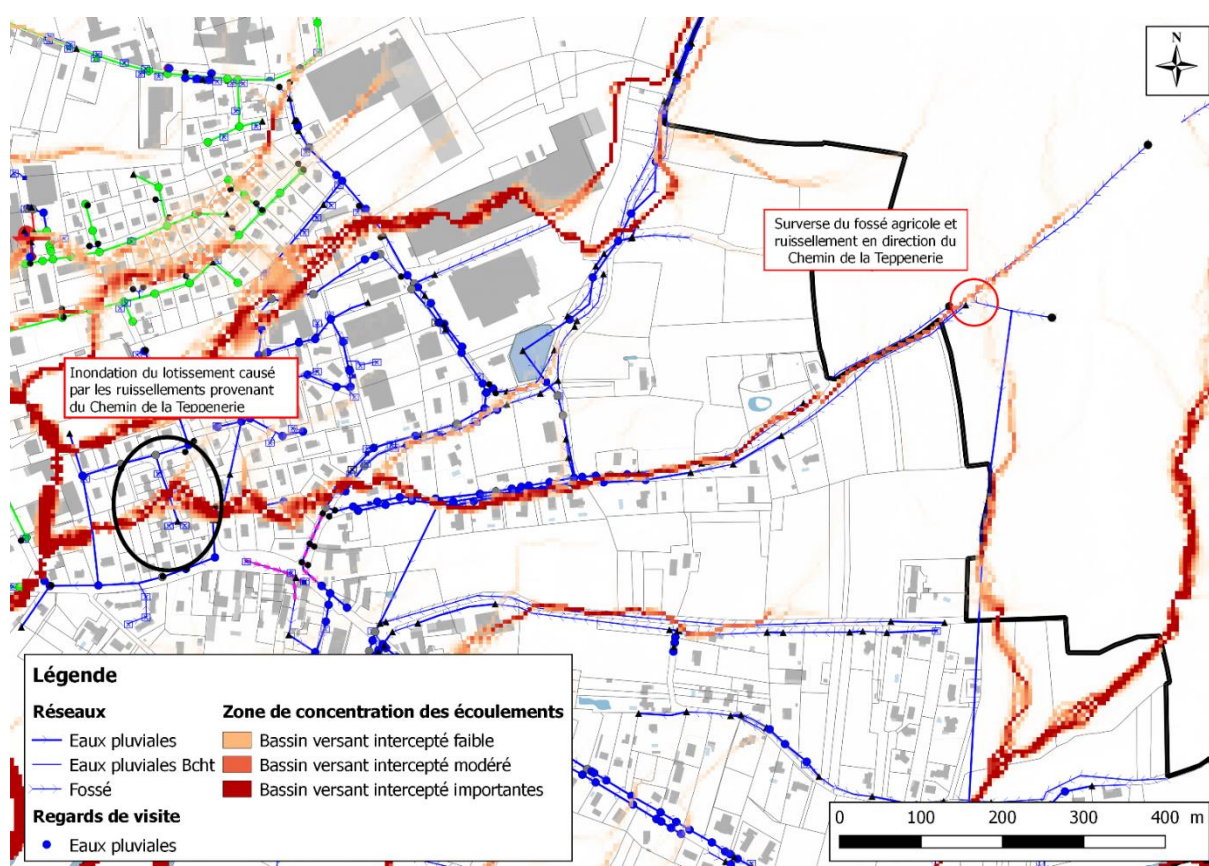 N
Surverse du fossé agricole et
ruissellement en direction du
Chemin de la Teppenerie
Inondation du lotissement causé
par les ruissellements provenant
du Chemin de la Teppenerie
Légende
Réseaux
Eaux pluviales
Eaux pluviales Bcht
Fossé
Regards de visite
Eaux pluviales
Zone de concentration des écoulements
Bassin versant intercepté faible
Bassin versant intercepté modéré
Bassin versant intercepté importantes
0 100 200 300 400 m